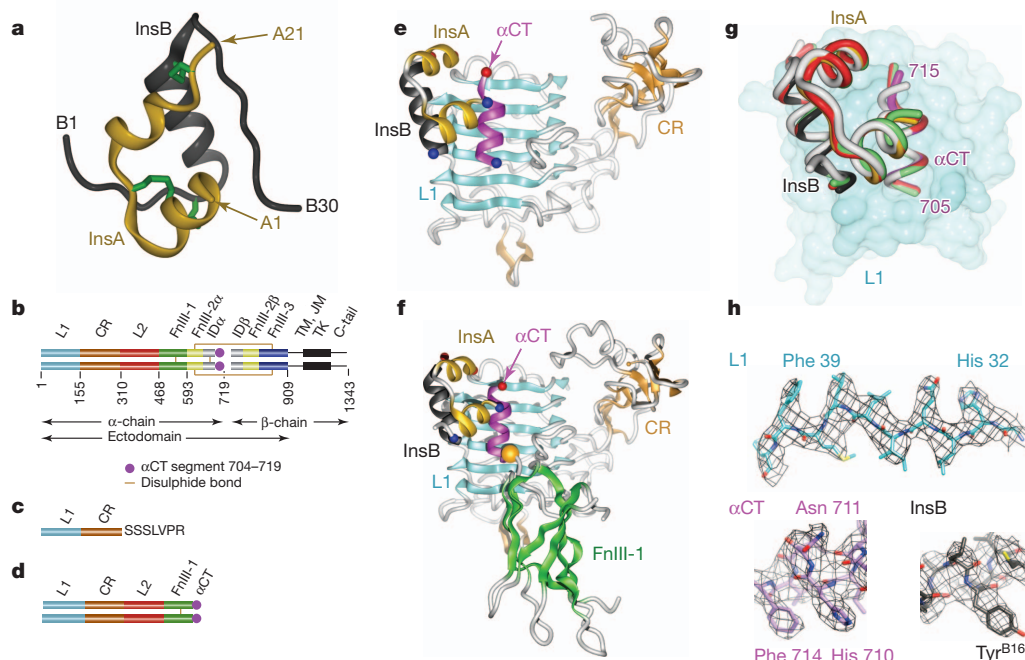 a
InsB
A21
B1
B30
A1
InsA
b
L1
CR
L2
FnIII-1
FnIII-2α
IDα
IDβ
FnIII-2β
FnIII-3
TM, JM
TK
C-tail
1
155
310
468
593
719
909
1343
α-chain
β-chain
Ectodomain
αCT segment 704–719
Disulphide bond
c
L1
CR
SSSLVPR
d
L1
CR
L2
FnIII-1
αCT
e
αCT
InsA
InsB
CR
L1
f
αCT
InsA
InsB
CR
L1
FnIII-1
g
InsA
715
αCT
InsB
705
L1
h
L1
Phe 39
His 32
αCT
Asn 711
InsB
Phe 714
His 710
TyrB16